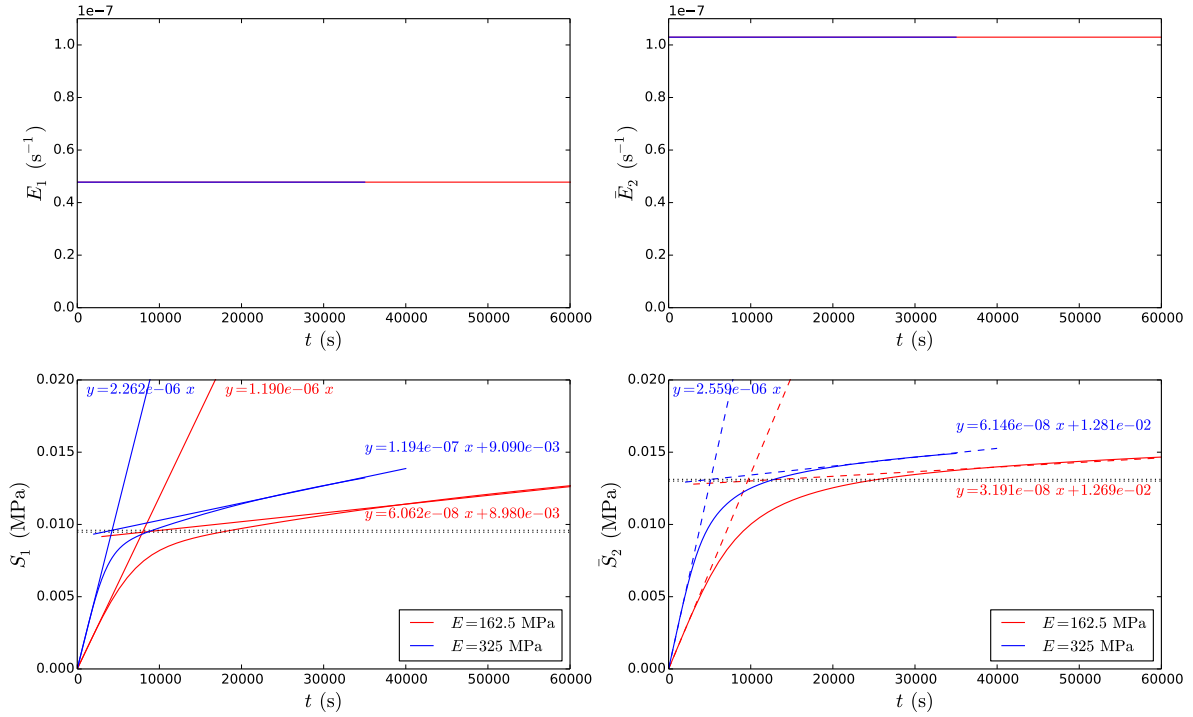 1e−7
1.0
0.8
0.6
0.4
0.2
0.0
E₁ (s⁻¹)
0 10000 20000 30000 40000 50000 60000
t (s)
1e−7
1.0
0.8
0.6
0.4
0.2
0.0
Ē₂ (s⁻¹)
0 10000 20000 30000 40000 50000 60000
t (s)
0.020
0.015
0.010
0.005
0.000
S₁ (MPa)
y=2.262e−06 x
y=1.190e−06 x
y=1.194e−07 x+9.090e−03
y=6.062e−08 x+8.980e−03
E=162.5 MPa
E=325 MPa
0 10000 20000 30000 40000 50000 60000
t (s)
0.020
0.015
0.010
0.005
0.000
S̄₂ (MPa)
y=2.559e−06 x
y=6.146e−08 x+1.281e−02
y=3.191e−08 x+1.269e−02
E=162.5 MPa
E=325 MPa
0 10000 20000 30000 40000 50000 60000
t (s)